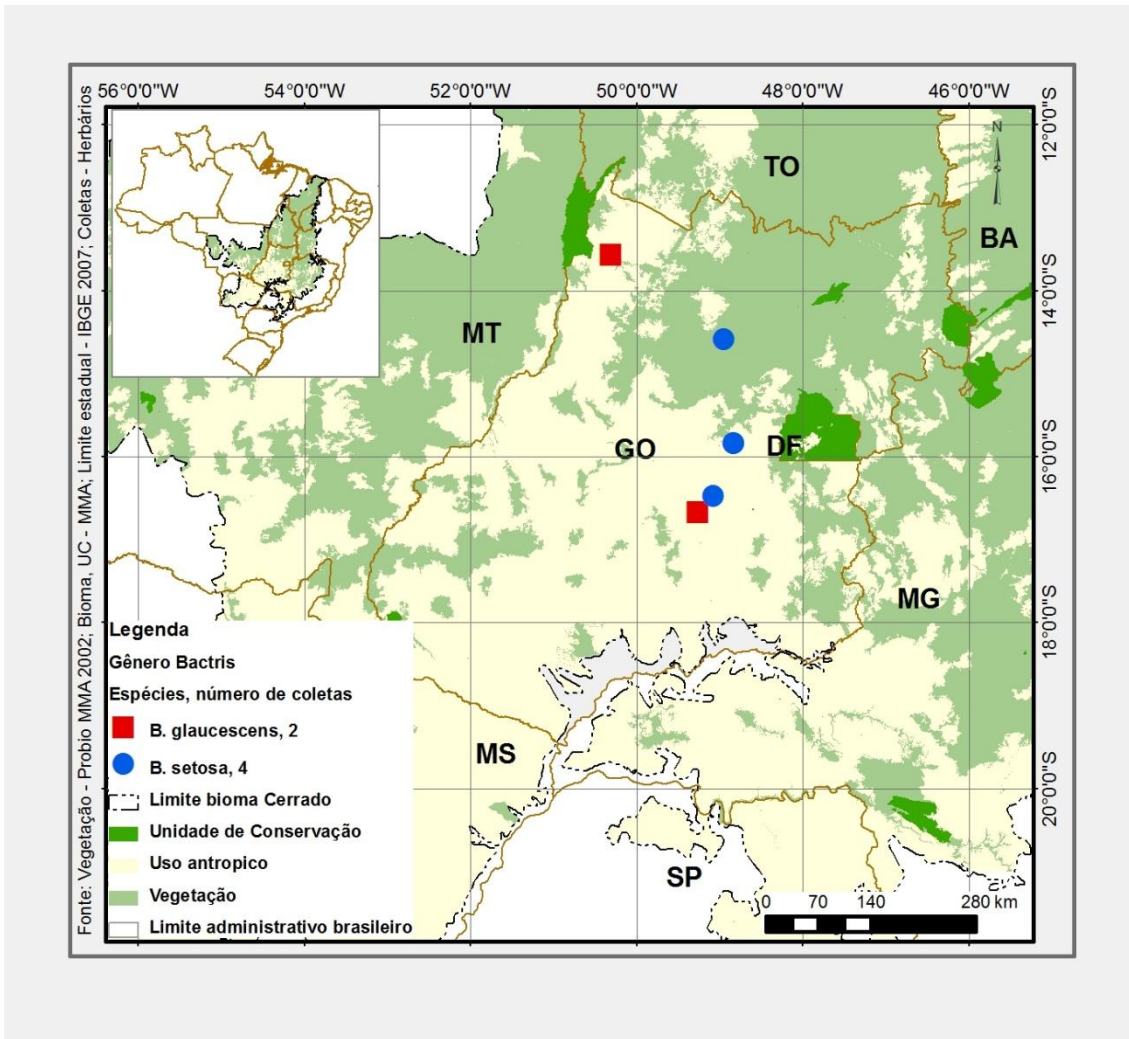 56°0'0"W 54°0'0"W 52°0'0"W 50°0'0"W 48°0'0"W 46°0'0"W
Fonte: Vegetação - Probio MMA 2002; Bioma, UC - MMA; Limite estadual - IBGE 2007; Coletas - Herbários
N
TO
BA
MT
GO
DF
MG
MS
SP
12°0'0"S
14°0'0"S
16°0'0"S
18°0'0"S
20°0'0"S
Legenda
Gênero Bactris
Espécies, número de coletas
B. glaucescens, 2
B. setosa, 4
Limite bioma Cerrado
Unidade de Conservação
Uso antropico
Vegetação
Limite administrativo brasileiro
0 70 140 280 km